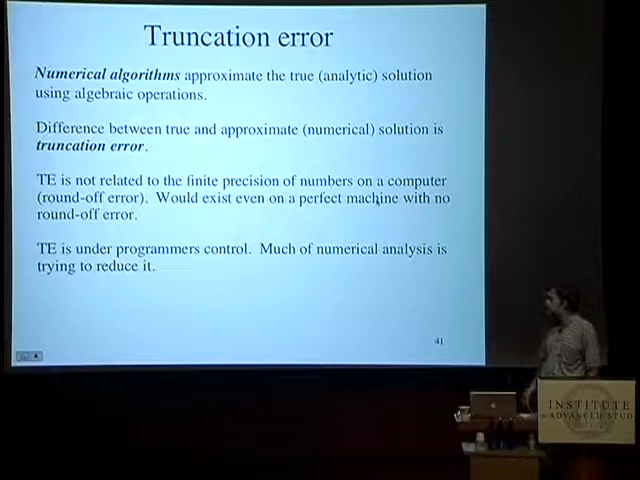 Truncation error
Numerical algorithms approximate the true (analytic) solution
using algebraic operations.
Difference between true and approximate (numerical) solution is
truncation error.
TE is not related to the finite precision of numbers on a computer
(round-off error). Would exist even on a perfect machine with no
round-off error.
TE is under programmers control. Much of numerical analysis is
trying to reduce it.
41
INSTITUTE
ADVANCED STUD